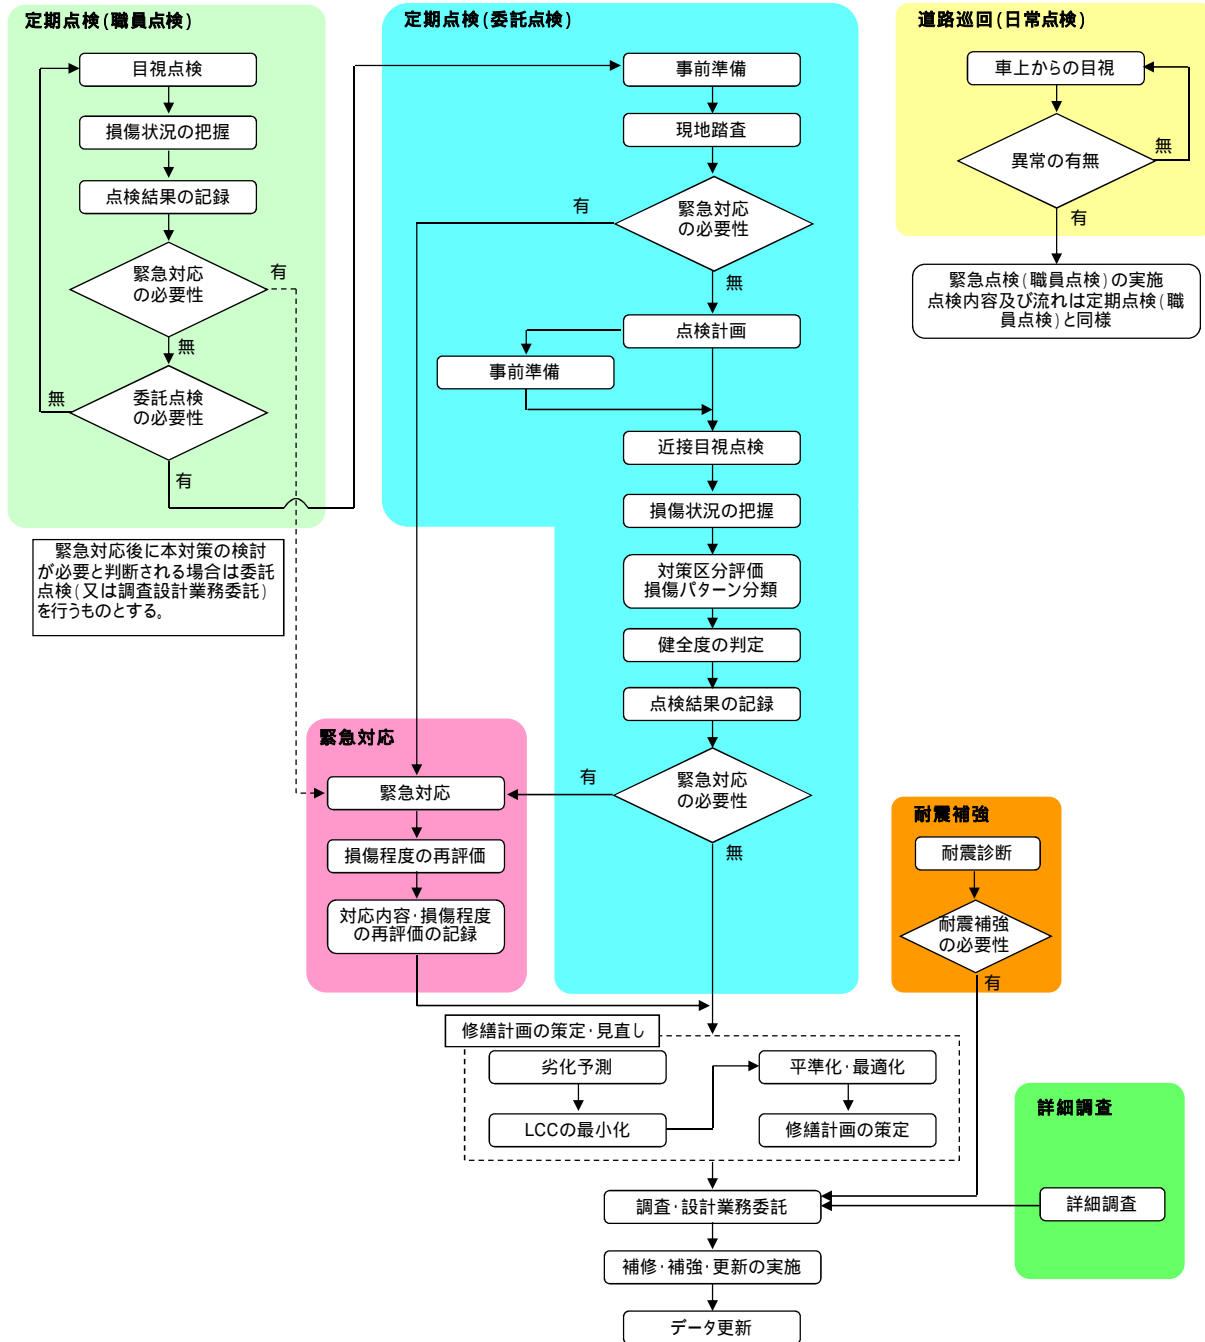 定期点検(職員点検)
目視点検
損傷状況の把握
点検結果の記録
緊急対応
の必要性
有
無
委託点検
の必要性
無
有
緊急対応後に本対策の検討
が必要と判断される場合は委託
点検(又は調査設計業務委託)
を行うものとする。
定期点検(委託点検)
事前準備
現地踏査
緊急対応
の必要性
有
無
点検計画
事前準備
近接目視点検
損傷状況の把握
対策区分評価
損傷パターン分類
健全度の判定
点検結果の記録
緊急対応
の必要性
有
無
道路巡回(日常点検)
車上からの目視
異常の有無
無
有
緊急点検(職員点検)の実施
点検内容及び流れは定期点検(職
員点検)と同様
緊急対応
緊急対応
損傷程度の再評価
対応内容・損傷程度
の再評価の記録
耐震補強
耐震診断
耐震補強
の必要性
有
修繕計画の策定・見直し
劣化予測
LCCの最小化
平準化・最適化
修繕計画の策定
詳細調査
詳細調査
調査・設計業務委託
補修・補強・更新の実施
データ更新